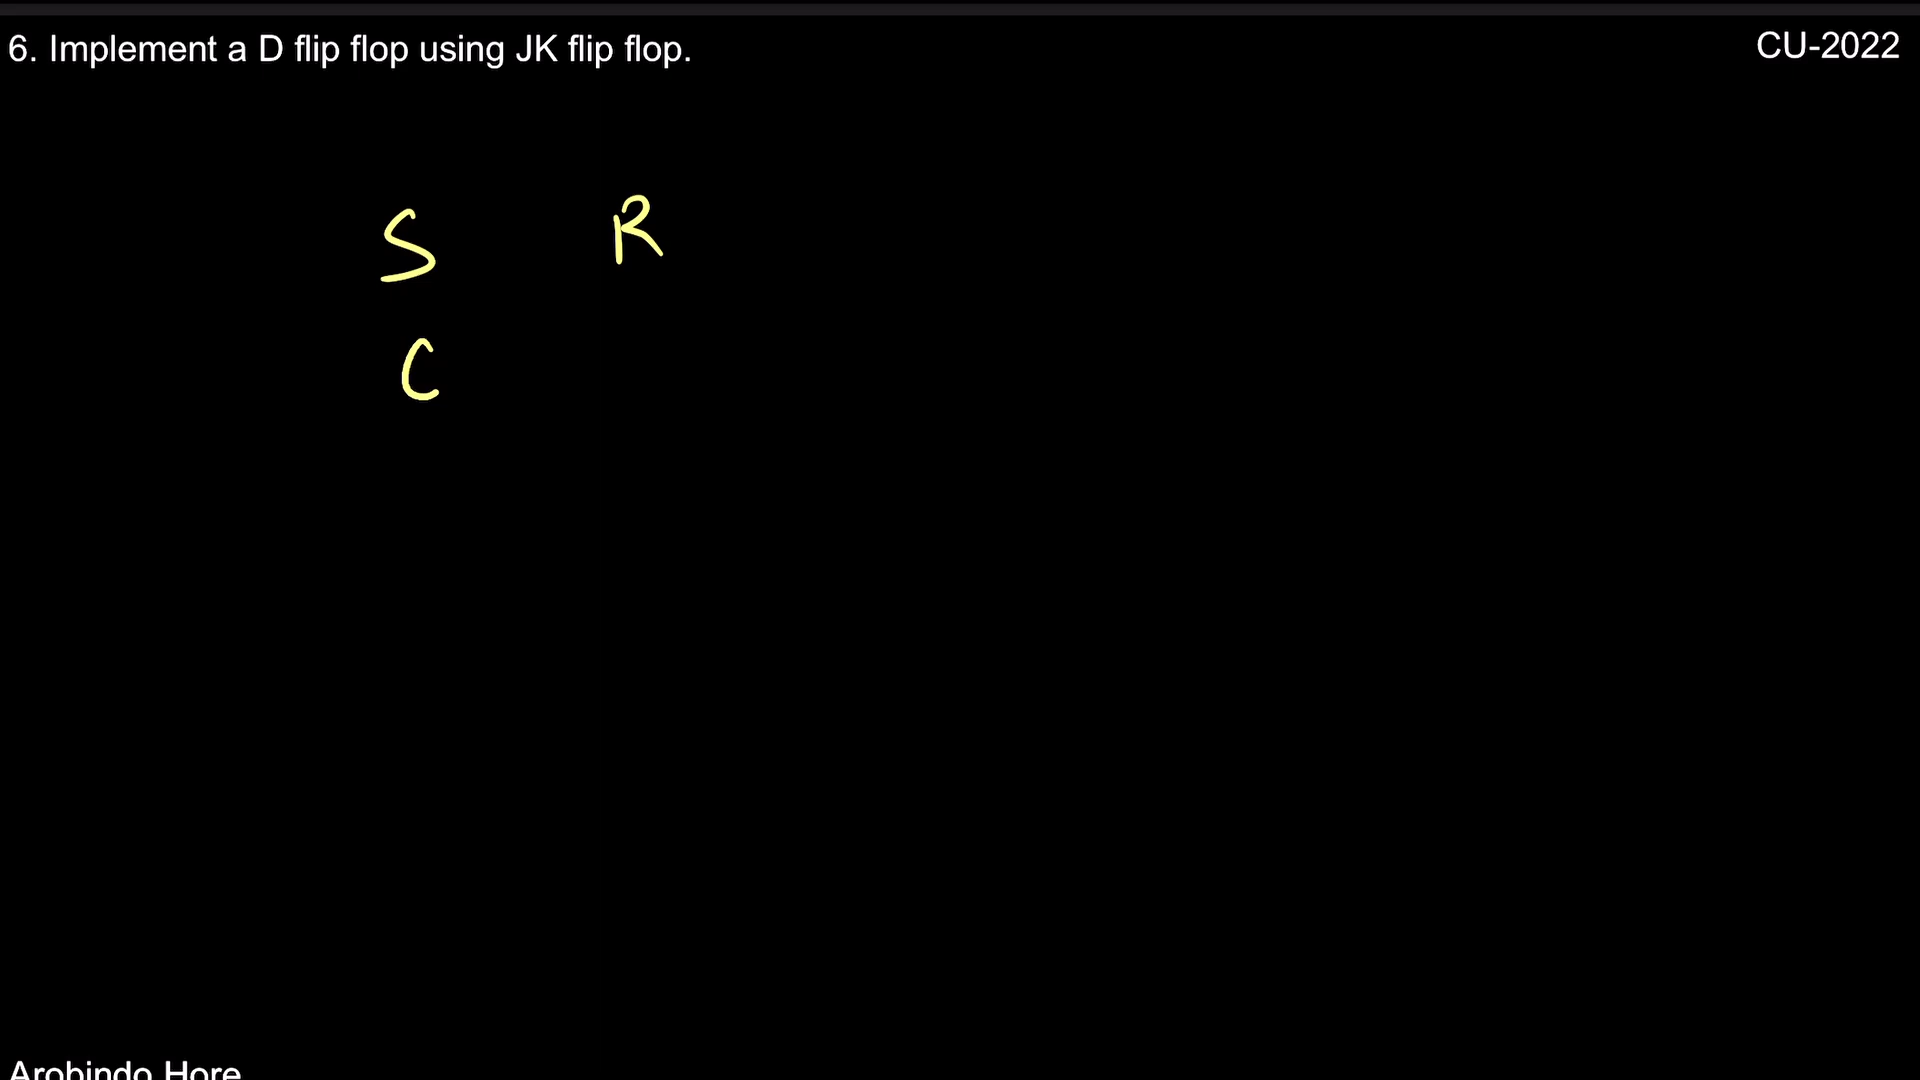 6. Implement a D flip flop using JK flip flop.
CU-2022
S R
C
Arobindo Hore